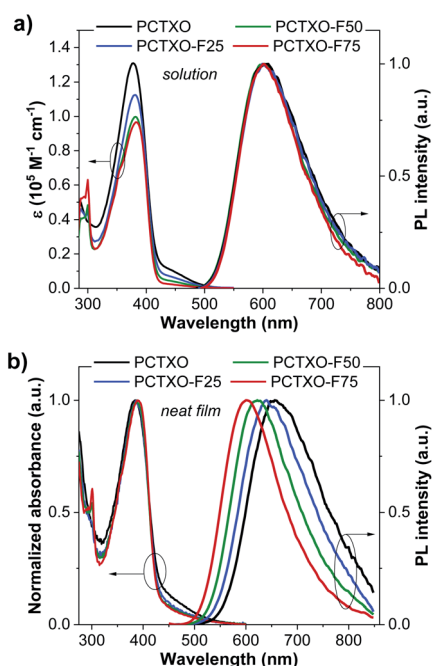 a)
PCTXO
PCTXO-F50
PCTXO-F25
PCTXO-F75
solution
1.4
1.2
1.0
0.8
0.6
0.4
0.2
0.0
ε (10⁵ M⁻¹ cm⁻¹)
1.0
0.5
0.0
PL intensity (a.u.)
300 400 500 600 700 800
Wavelength (nm)
b)
PCTXO
PCTXO-F50
PCTXO-F25
PCTXO-F75
neat film
1.0
0.5
0.0
Normalized absorbance (a.u.)
1.0
0.5
0.0
PL intensity (a.u.)
300 400 500 600 700 800
Wavelength (nm)